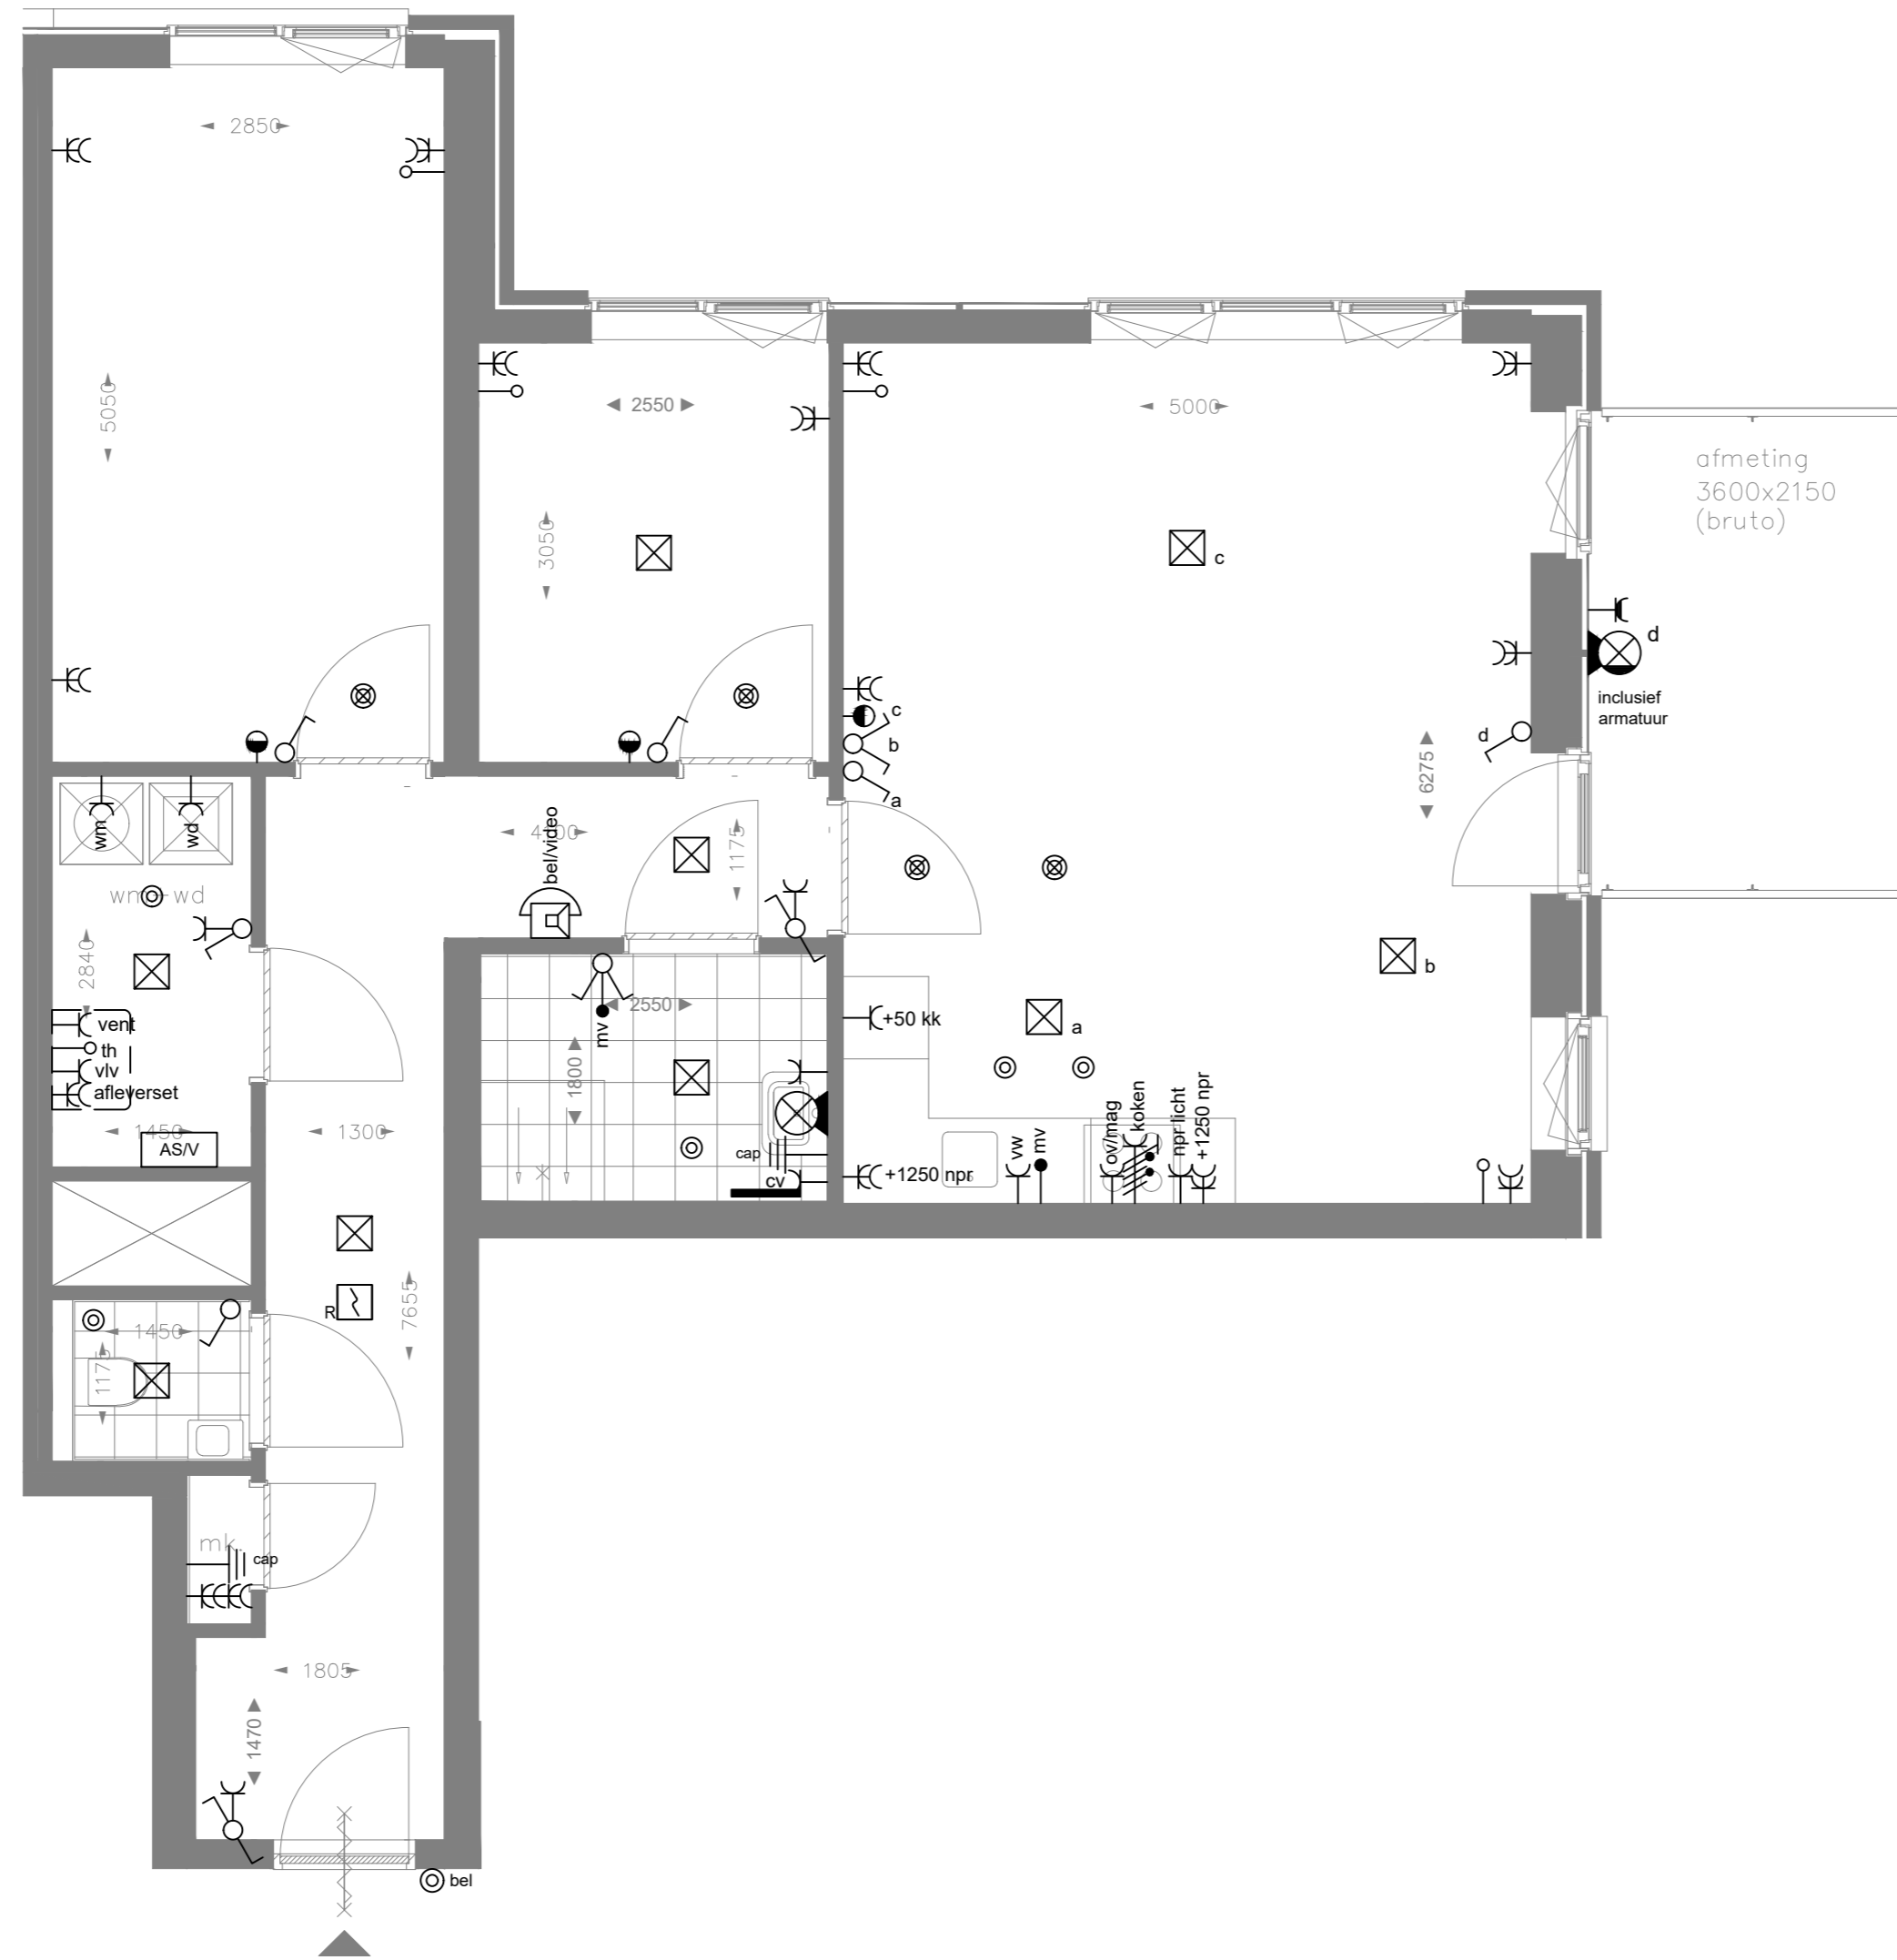 2850
5050
2550
3050
5000
afmeting
3600x2150
(bruto)
c
d
inclusief
armatuur
c
b
a
d
6275
wm
wd
wm-wd
bel/video
1175
2840
b
2550
mv
1800
+50 kk
a
vent
th
vlv
afleverset
1450
AS/V
1300
cap
cv
+1250 npr
vw
mv
ov/mag
koken
npr licht
+1250 npr
R
7655
1450
1175
mk.
cap
1805
1470
bel